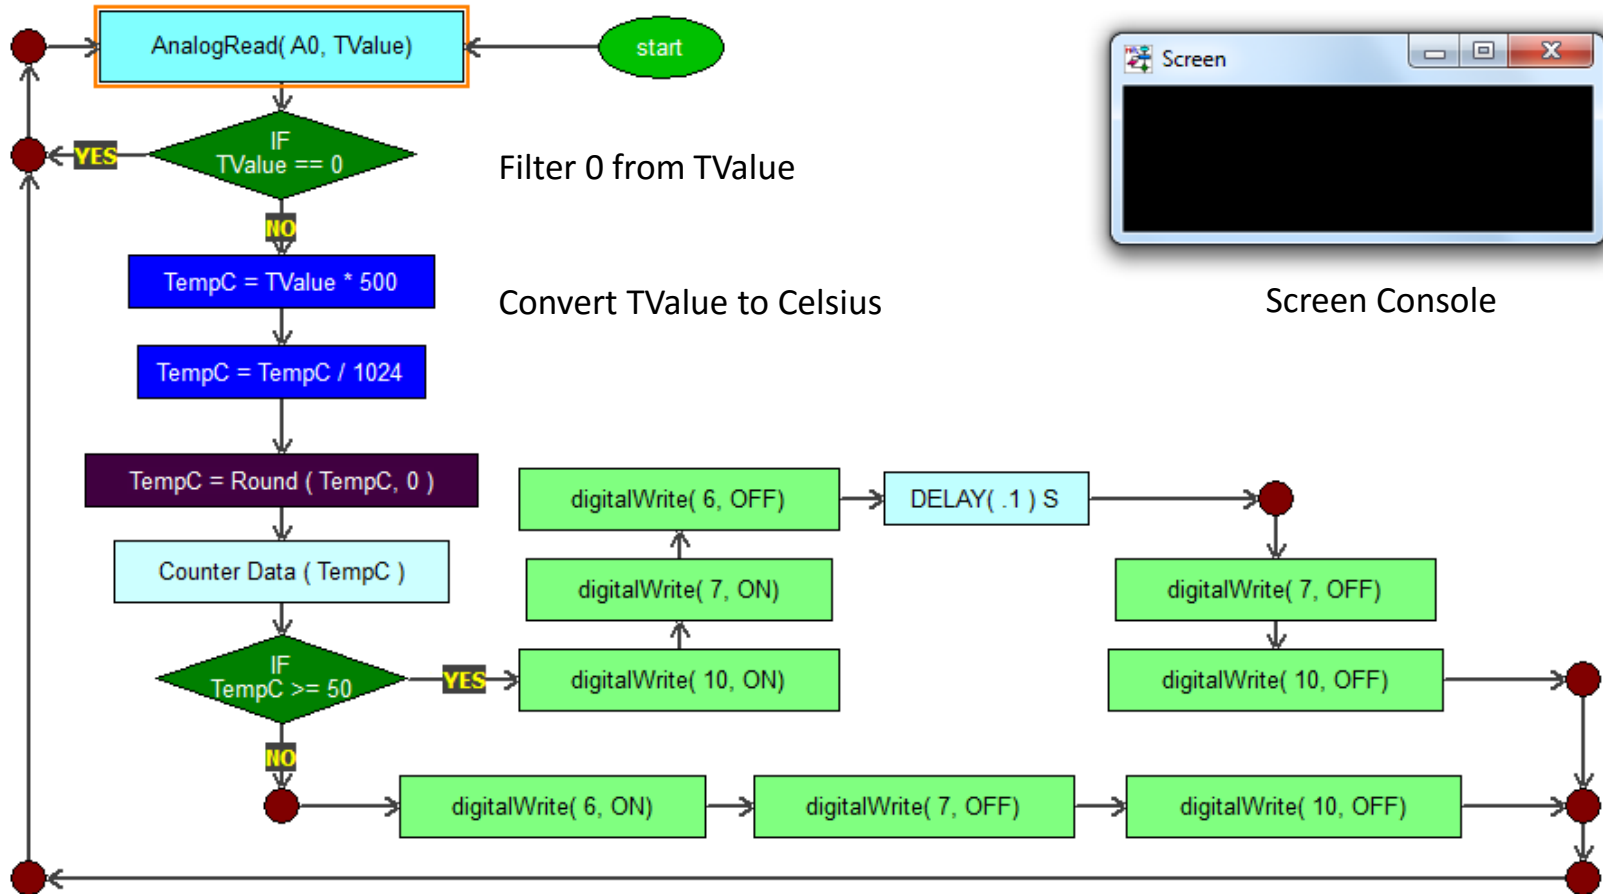 AnalogRead( A0, TValue)
start
Screen
IF
TValue == 0
YES
Filter 0 from TValue
NO
TempC = TValue * 500
Convert TValue to Celsius
Screen Console
TempC = TempC / 1024
TempC = Round ( TempC, 0 )
digitalWrite( 6, OFF)
DELAY( .1 ) S
Counter Data ( TempC )
digitalWrite( 7, ON)
digitalWrite( 7, OFF)
IF
TempC >= 50
YES
digitalWrite( 10, ON)
digitalWrite( 10, OFF)
NO
digitalWrite( 6, ON)
digitalWrite( 7, OFF)
digitalWrite( 10, OFF)